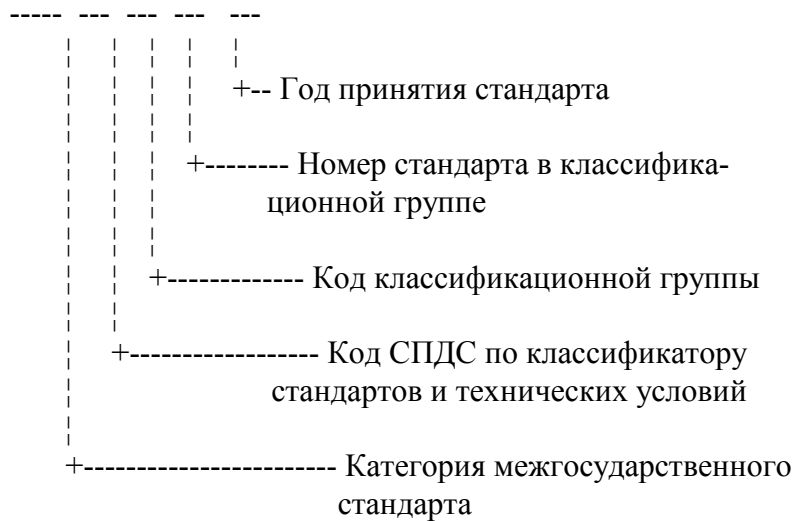 ----- --- --- --- ---
¦ ¦ ¦ ¦ ¦
¦ ¦ ¦ ¦ +-- Год принятия стандарта
¦ ¦ ¦ ¦
¦ ¦ ¦ +-------- Номер стандарта в классифика-
ционной группе
¦ ¦ ¦
¦ ¦ +------------- Код классификационной группы
¦ ¦
¦ +------------------ Код СПДС по классификатору
стандартов и технических условий
¦
+------------------------ Категория межгосударственного
стандарта